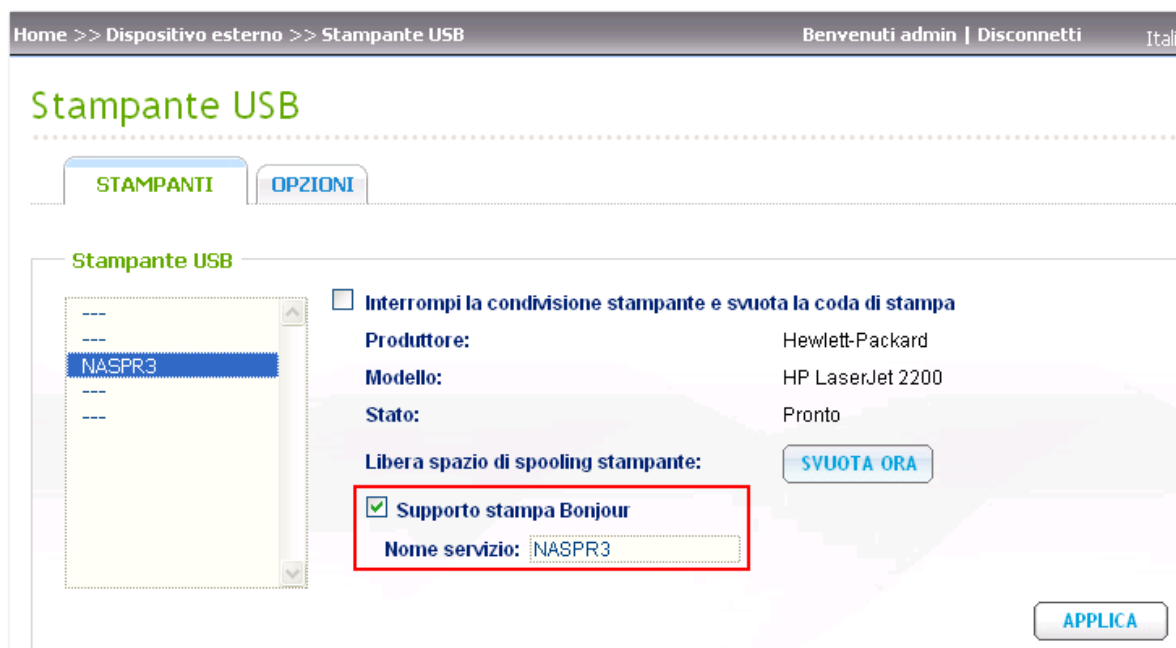 Home >> Dispositivo esterno >> Stampante USB Benvenuti admin | Disconnetti
Stampante USB
STAMPANTI OPZIONI
Stampante USB
---
---
NASPR3
---
---
Interrompi la condivisione stampante e svuota la coda di stampa
Produttore: Hewlett-Packard
Modello: HP LaserJet 2200
Stato: Pronto
Libera spazio di spooling stampante: SVUOTA ORA
Supporto stampa Bonjour
Nome servizio: NASPR3
APPLICA